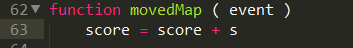 62 function movedMap ( event )
63 score = score + s